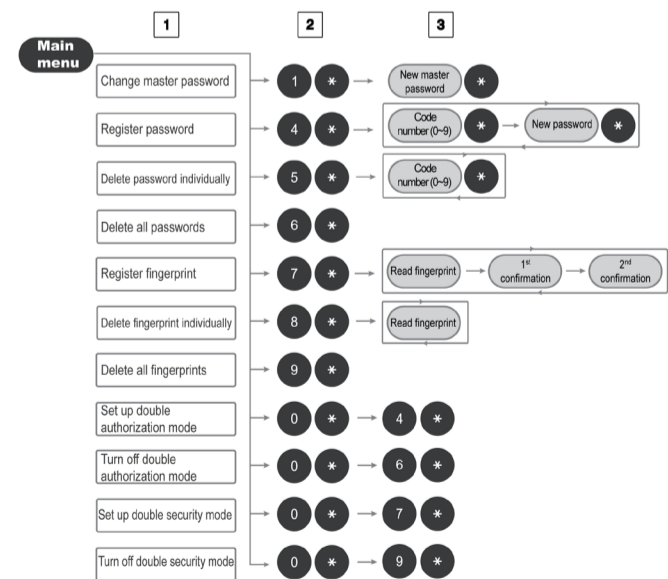 1 2 3
Main
menu
Change master password 1 * New master
password *
Register password 4 * Code
number (0~9) * New password *
Delete password individually 5 * Code
number (0~9) *
Delete all passwords 6 *
Register fingerprint 7 * Read fingerprint 1st
confirmation 2nd
confirmation
Delete fingerprint individually 8 * Read fingerprint
Delete all fingerprints 9 *
Set up double
authorization mode 0 * 4 *
Turn off double
authorization mode 0 * 6 *
Set up double security mode 0 * 7 *
Turn off double security mode 0 * 9 *